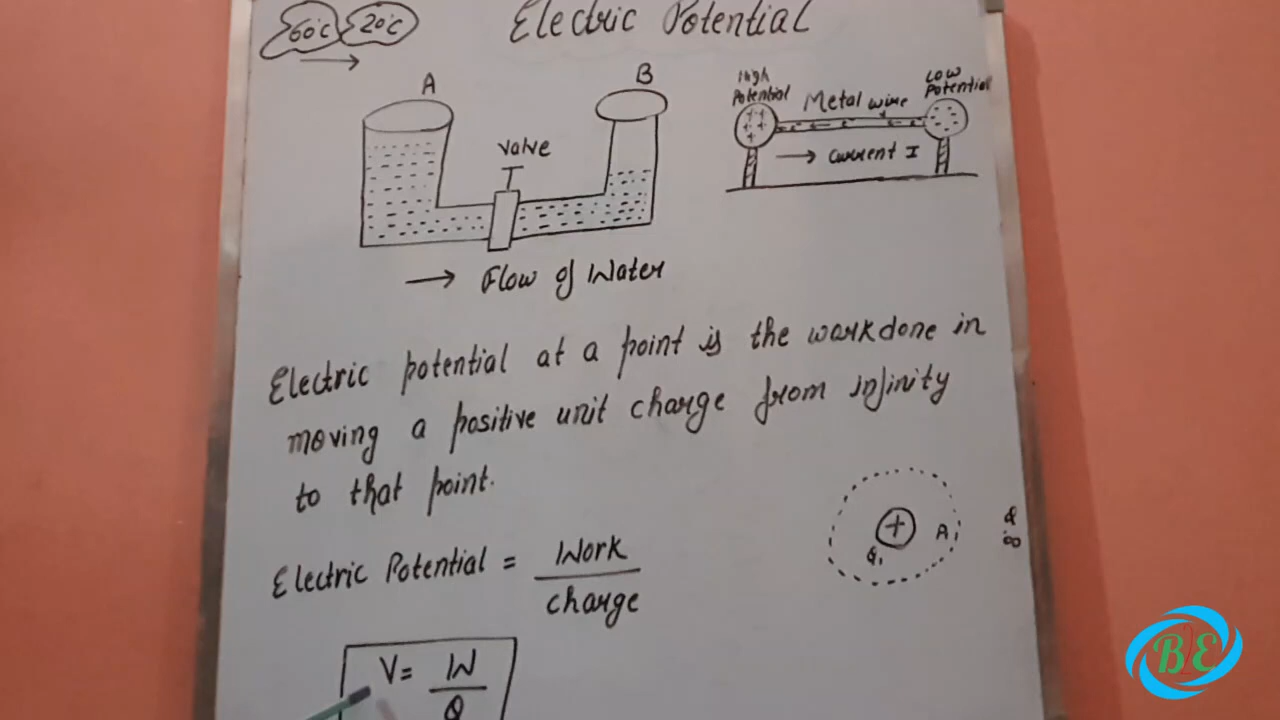 Electric Potential
60°C 20°C
A
B
Valve
→ Flow of Water
High Potential
Low Potential
Metal wire
→ Current I
Electric potential at a point is the workdone in
moving a positive unit charge from infinity
to that point.
Electric Potential = Work
charge
V = W
Q
+
Q₁
A
∞
BE